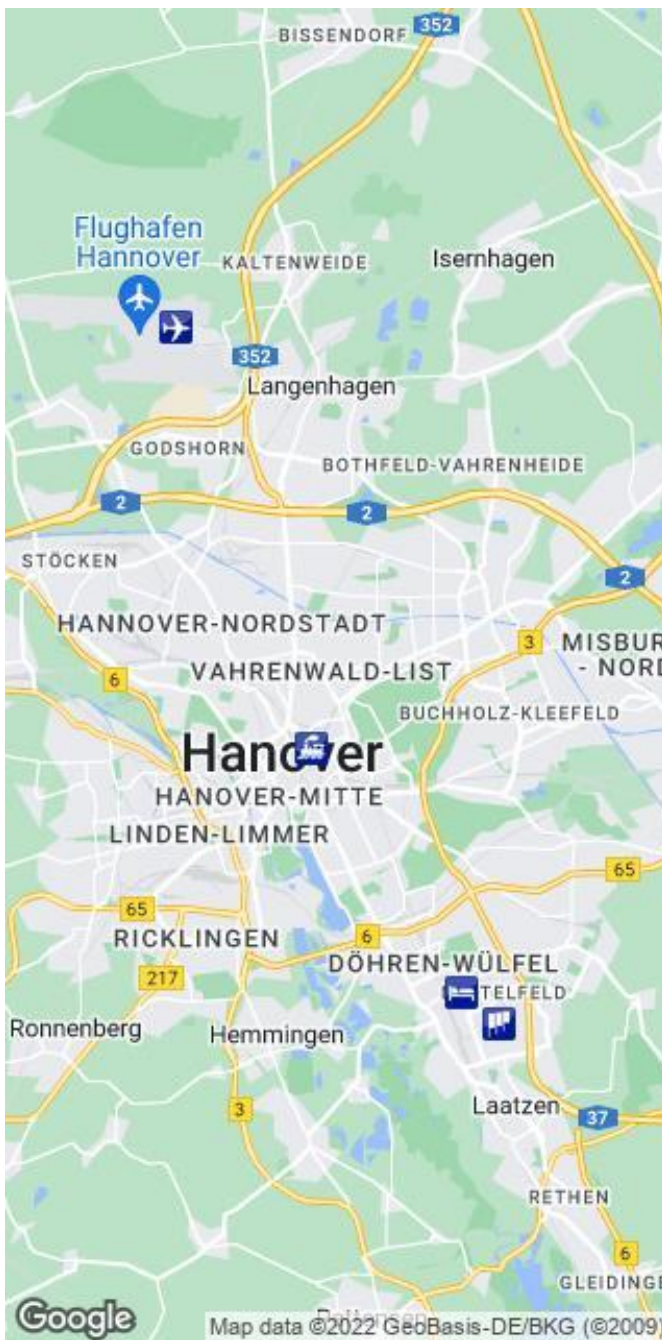 352
BISSENDORF
Flughafen
Hannover
KALTENWEIDE
Isernhagen
352
Langenhagen
GODSHORN
BOTHFELD-VAHRENHEIDE
2
2
STÖCKEN
2
HANNOVER-NORDSTADT
3
MISBUR
- NORD
VAHRENWALD-LIST
6
BUCHHOLZ-KLEEFELD
Hanover
HANOVER-MITTE
LINDEN-LIMMER
65
65
RICKLINGEN
6
DÖHREN-WÜLFEL
217
TELFELD
Ronnenberg
Hemmingen
3
Laatzen
37
RETHEN
6
GLEIDINGE
Google
Map data ©2022 GeoBasis-DE/BKG (©2009)